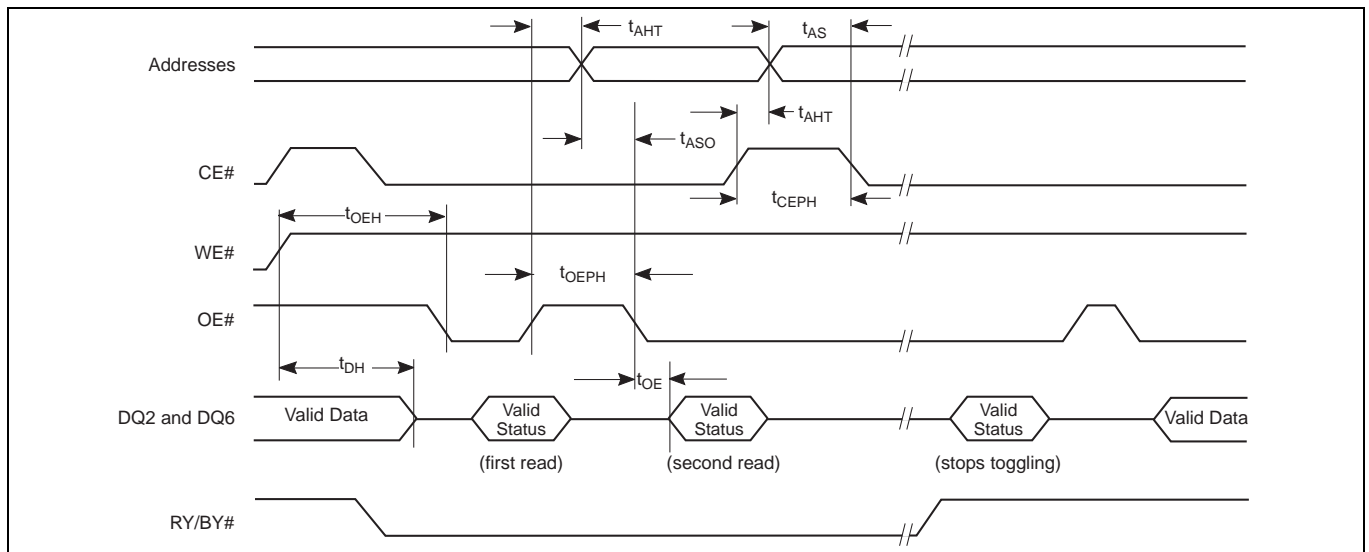 tAHT
tAS
Addresses
tAHT
tASO
CE#
tCEPH
tOEH
WE#
tOEPH
OE#
tDH
tOE
DQ2 and DQ6
Valid Data
Valid
Status
Valid
Status
Valid
Status
Valid Data
(first read)
(second read)
(stops toggling)
RY/BY#